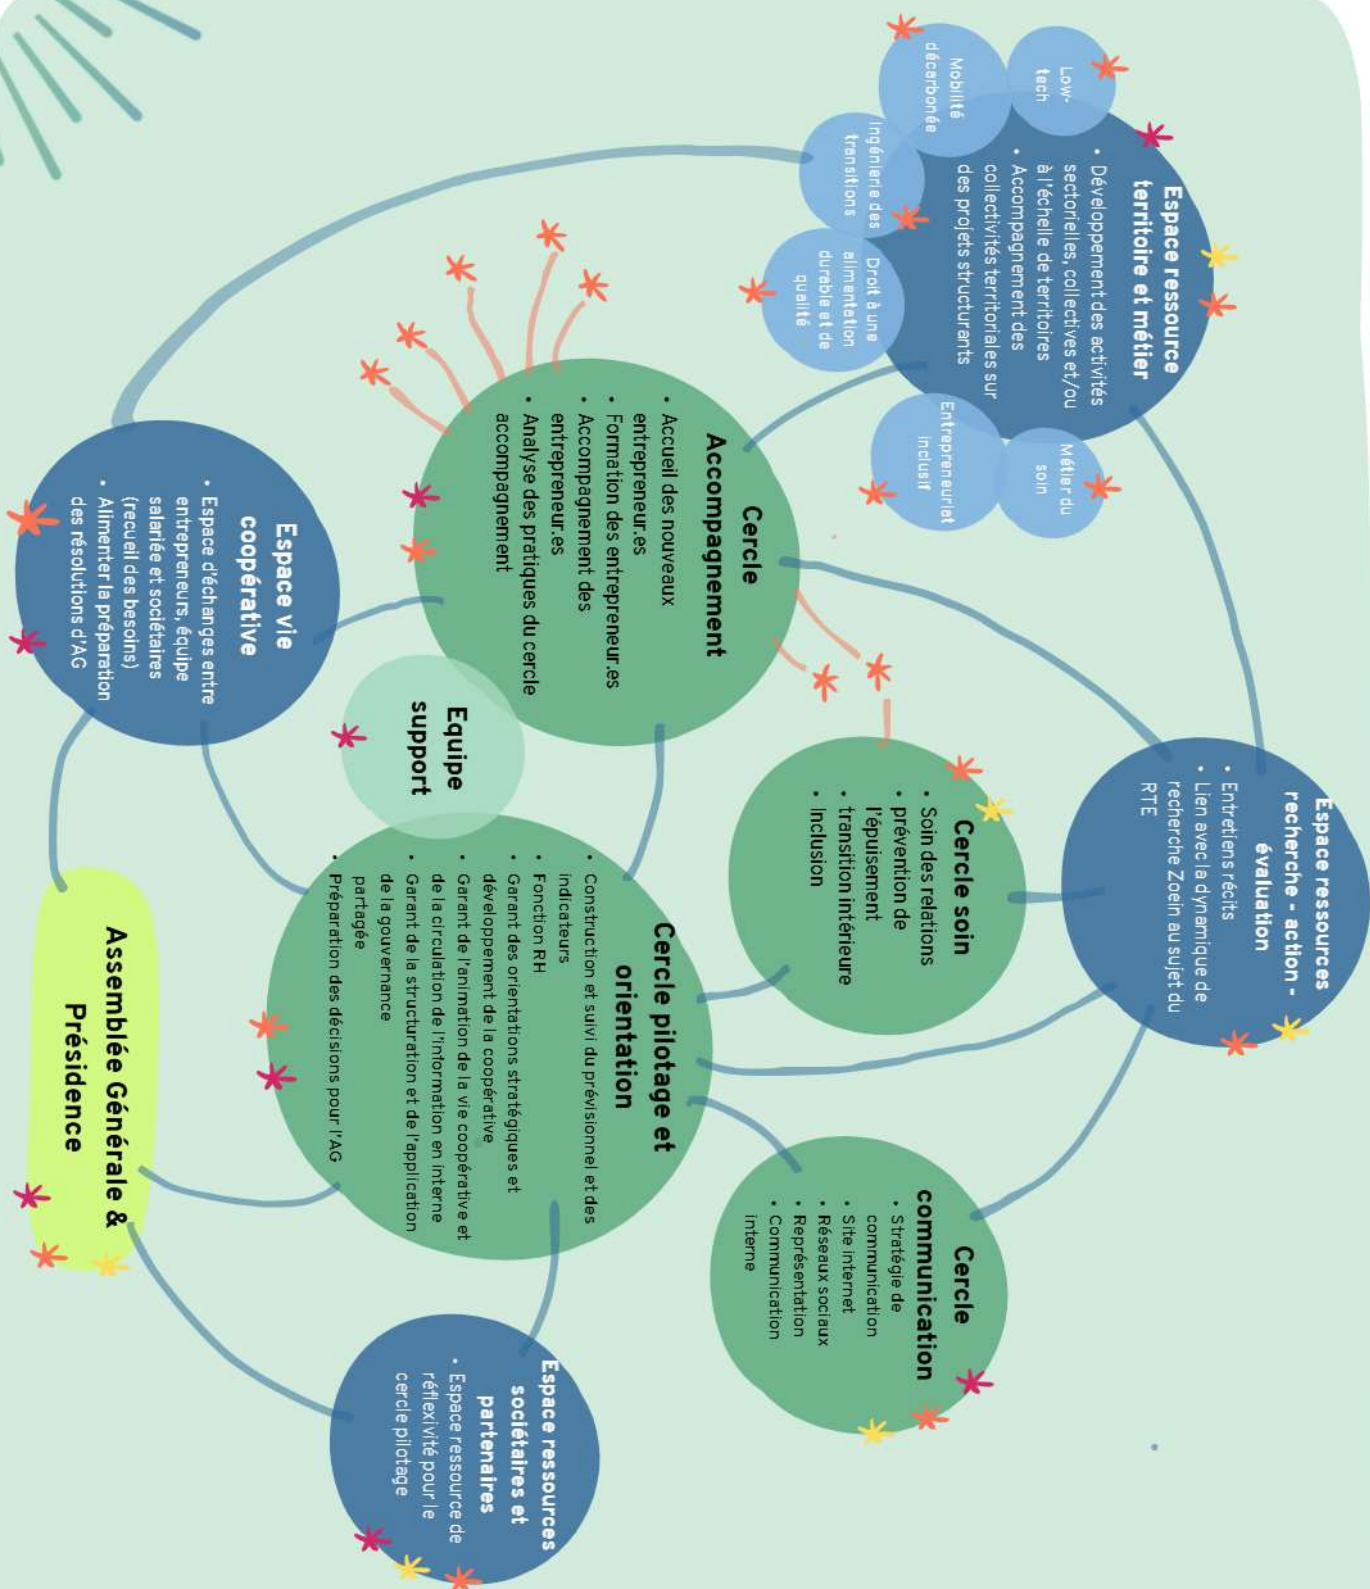 Espace ressource
territoire et métier
• Développement des activités
sectorielles, collectives et/ou
à l'échelle de territoires
• Accompagnement des
collectivités territoriales sur
des projets structurants
Low-
tech
Mobilité
décarbonée
Ingénierie des
transitions
Droit à une
alimentation
durable et de
qualité
Métier du
soin
Entrepreneuriat
inclusif
Espace ressources
recherche - action -
évaluation
• Entretiens récits
• Lien avec la dynamique de
recherche Zoein au sujet du
RTE
Cercle
Accompagnement
• Accueil des nouveaux
entrepreneur.es
• Formation des entrepreneur.es
• Accompagnement des
entrepreneur.es
• Analyse des pratiques du cercle
accompagnement
Cercle soin
• Soin des relations
• prévention de
l'épuisement
• transition intérieure
• Inclusion
Cercle
communication
• Stratégie de
communication
• Site internet
• Réseaux sociaux
• Représentation
• Communication
interne
Equipe
support
Cercle pilotage et
orientation
• Construction et suivi du prévisionnel et des
indicateurs
• Fonction RH
• Garant des orientations stratégiques et
développement de la coopérative
• Garant de l'animation de la vie coopérative et
de la circulation de l'information en interne
• Garant de la structuration et de l'application
de la gouvernance
partagée
• Préparation des décisions pour l'AG
Espace vie
coopérative
• Espace d'échanges entre
entrepreneurs, équipe
salariée et sociétaires
(recueil des besoins)
• Alimenter la préparation
des résolutions d'AG
Espace ressources
sociétaires et
partenaires
• Espace ressource de
réflexivité pour le
cercle pilotage
Assemblée Générale &
Présidence